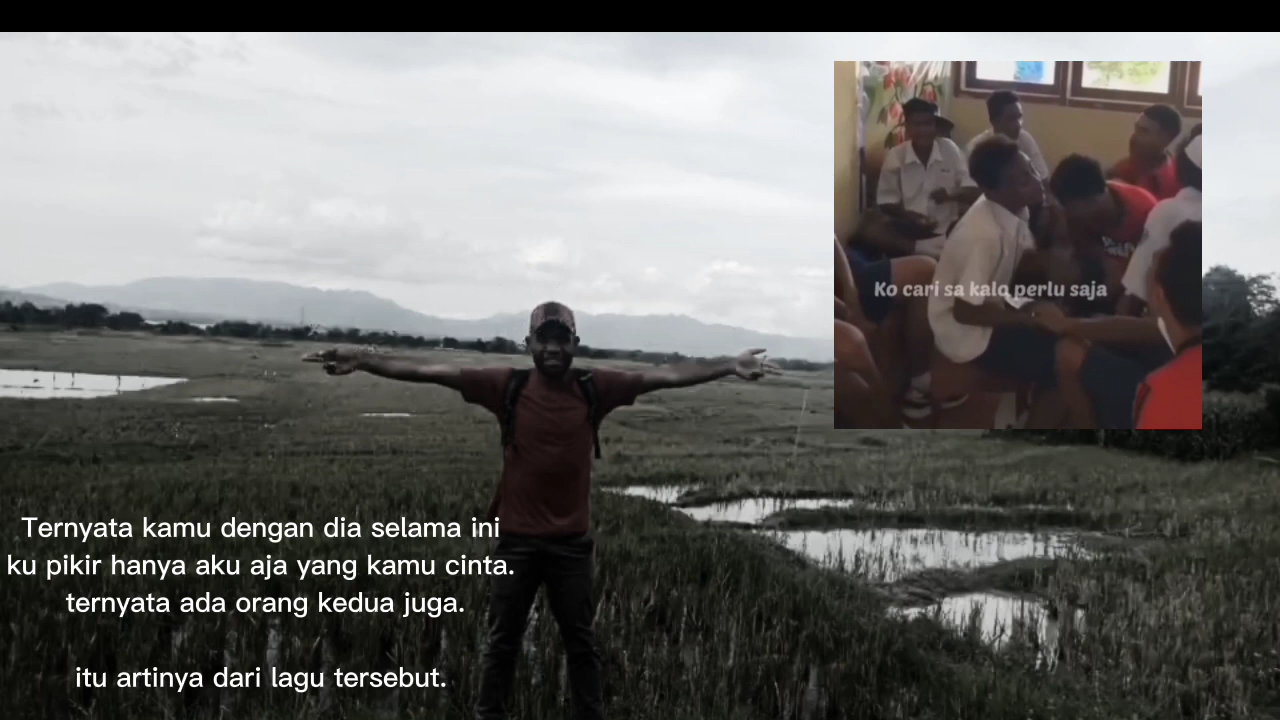 Ko cari sa kalo perlu saja
Ternyata kamu dengan dia selama ini
ku pikir hanya aku aja yang kamu cinta.
ternyata ada orang kedua juga.
itu artinya dari lagu tersebut.